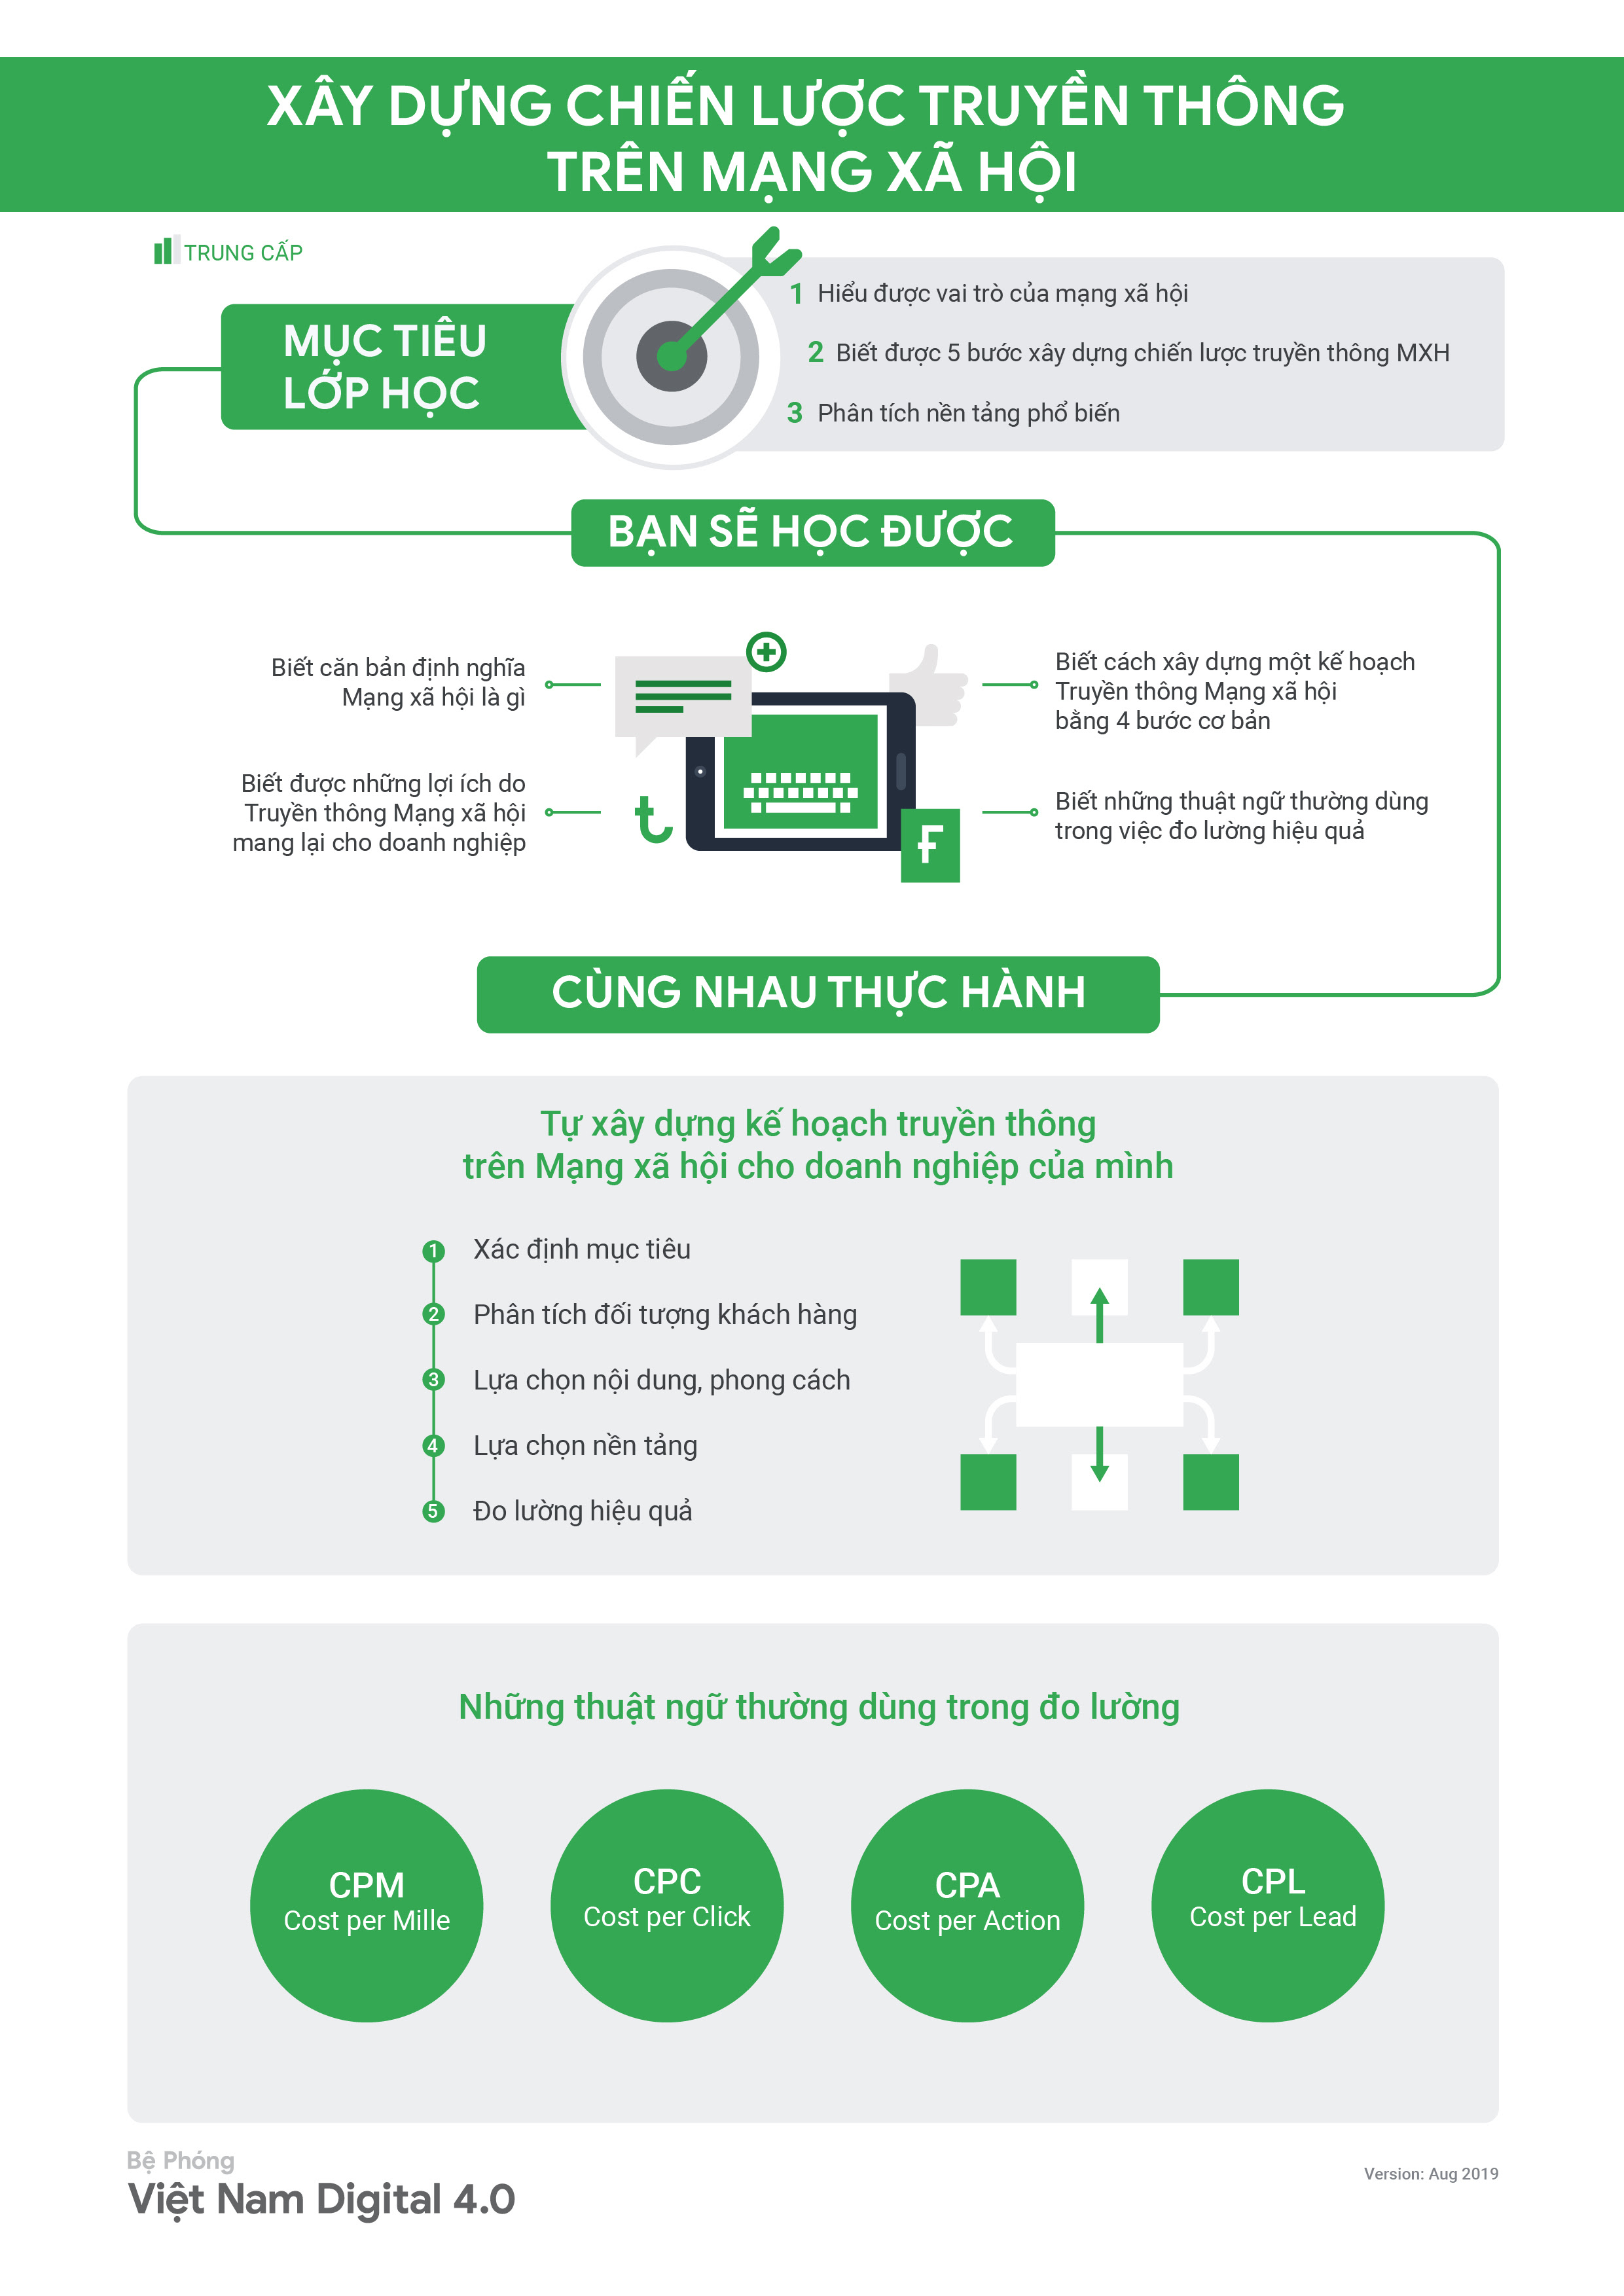 XÂY DỰNG CHIẾN LƯỢC TRUYỀN THÔNG
TRÊN MẠNG XÃ HỘI
TRUNG CẤP
MỤC TIÊU
LỚP HỌC
1 Hiểu được vai trò của mạng xã hội
2 Biết được 5 bước xây dựng chiến lược truyền thông MXH
3 Phân tích nền tảng phổ biến
BẠN SẼ HỌC ĐƯỢC
Biết căn bản định nghĩa
Mạng xã hội là gì
Biết được những lợi ích do
Truyền thông Mạng xã hội
mang lại cho doanh nghiệp
Biết cách xây dựng một kế hoạch
Truyền thông Mạng xã hội
bằng 4 bước cơ bản
Biết những thuật ngữ thường dùng
trong việc đo lường hiệu quả
t
F
CÙNG NHAU THỰC HÀNH
Tự xây dựng kế hoạch truyền thông
trên Mạng xã hội cho doanh nghiệp của mình
1 Xác định mục tiêu
2 Phân tích đối tượng khách hàng
3 Lựa chọn nội dung, phong cách
4 Lựa chọn nền tảng
5 Đo lường hiệu quả
Những thuật ngữ thường dùng trong đo lường
CPM
Cost per Mille
CPC
Cost per Click
CPA
Cost per Action
CPL
Cost per Lead
Bệ Phóng
Việt Nam Digital 4.0
Version: Aug 2019